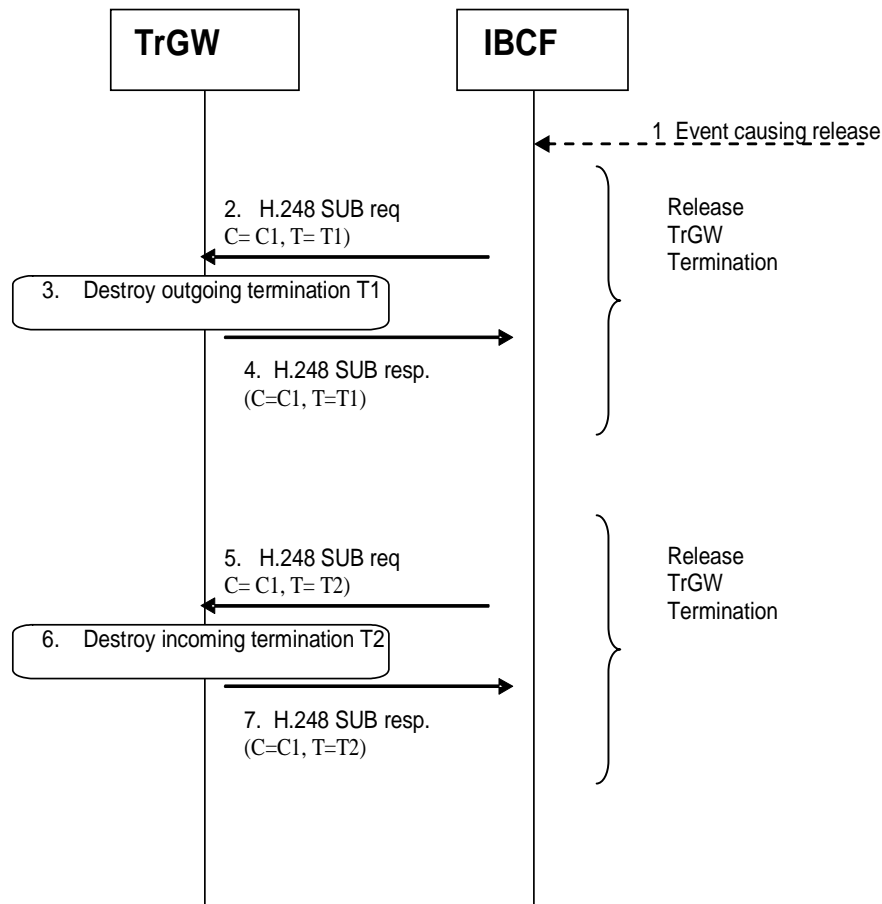 TrGW
IBCF
1 Event causing release
2. H.248 SUB req
C= C1, T= T1)
Release
TrGW
Termination
3. Destroy outgoing termination T1
4. H.248 SUB resp.
(C=C1, T=T1)
5. H.248 SUB req
C= C1, T= T2)
Release
TrGW
Termination
6. Destroy incoming termination T2
7. H.248 SUB resp.
(C=C1, T=T2)